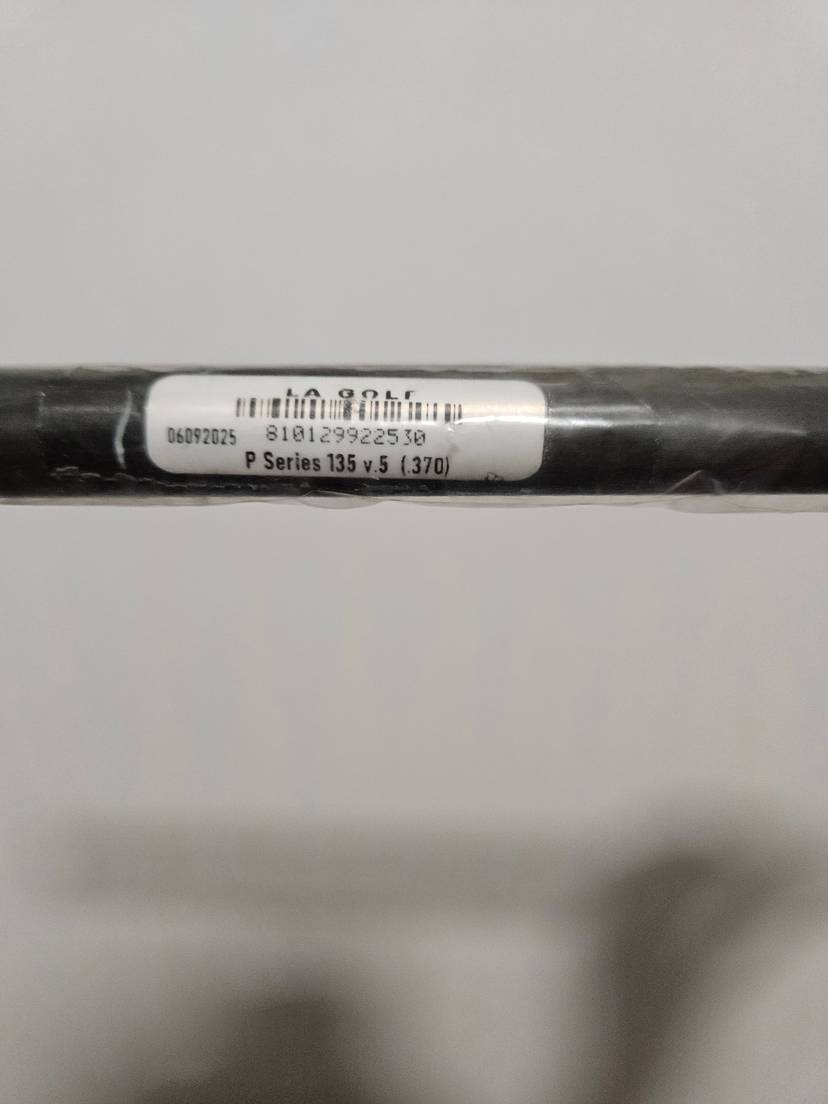 LA GOLF
06092025 810129922530
P Series 135 v.5 (.370)